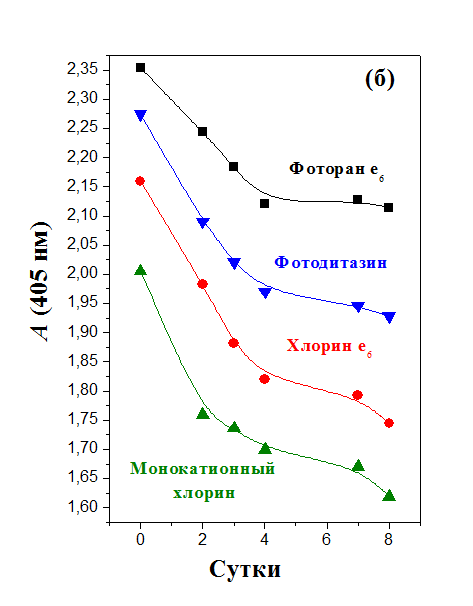 (б)
2,35
2,30
2,25
2,20
2,15
2,10
2,05
2,00
1,95
1,90
1,85
1,80
1,75
1,70
1,65
1,60
A (405 нм)
Фоторан е6
Фотодитазин
Хлорин е6
Монокатионный
хлорин
0 2 4 6 8
Сутки